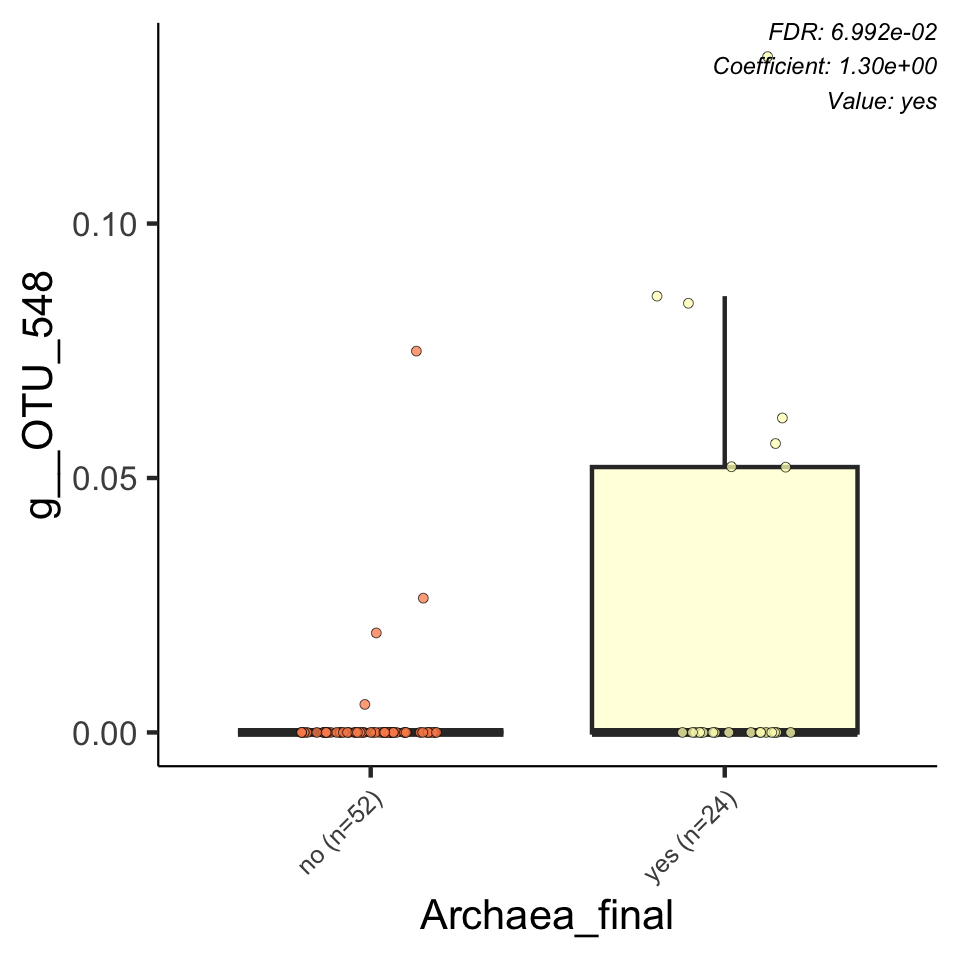 FDR: 6.992e-02
Coefficient: 1.30e+00
Value: yes
g__OTU_548
0.10
0.05
0.00
no (n=52)
yes (n=24)
Archaea_final